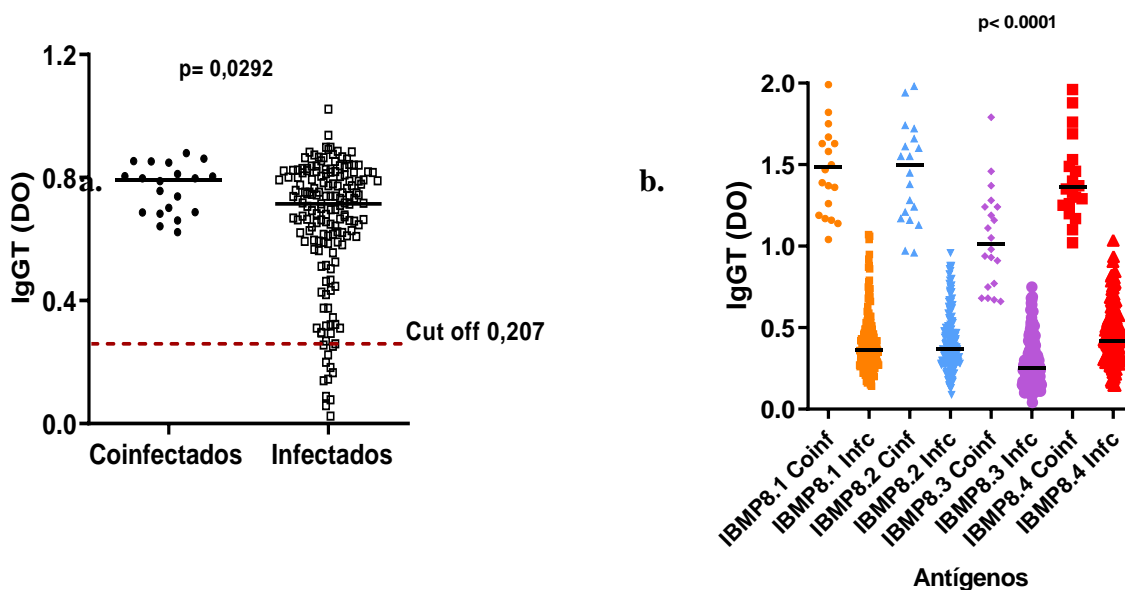 a.
p= 0,0292
IgGT (DO)
1.2
0.8
0.4
0.0
Cut off 0,207
Coinfectados
Infectados
b.
p< 0.0001
IgGT (DO)
2.0
1.5
1.0
0.5
0.0
IBMP8.1 Coinf
IBMP8.1 Infc
IBMP8.2 Cinf
IBMP8.2 Infc
IBMP8.3 Coinf
IBMP8.3 Infc
IBMP8.4 Coinf
IBMP8.4 Infc
Antígenos